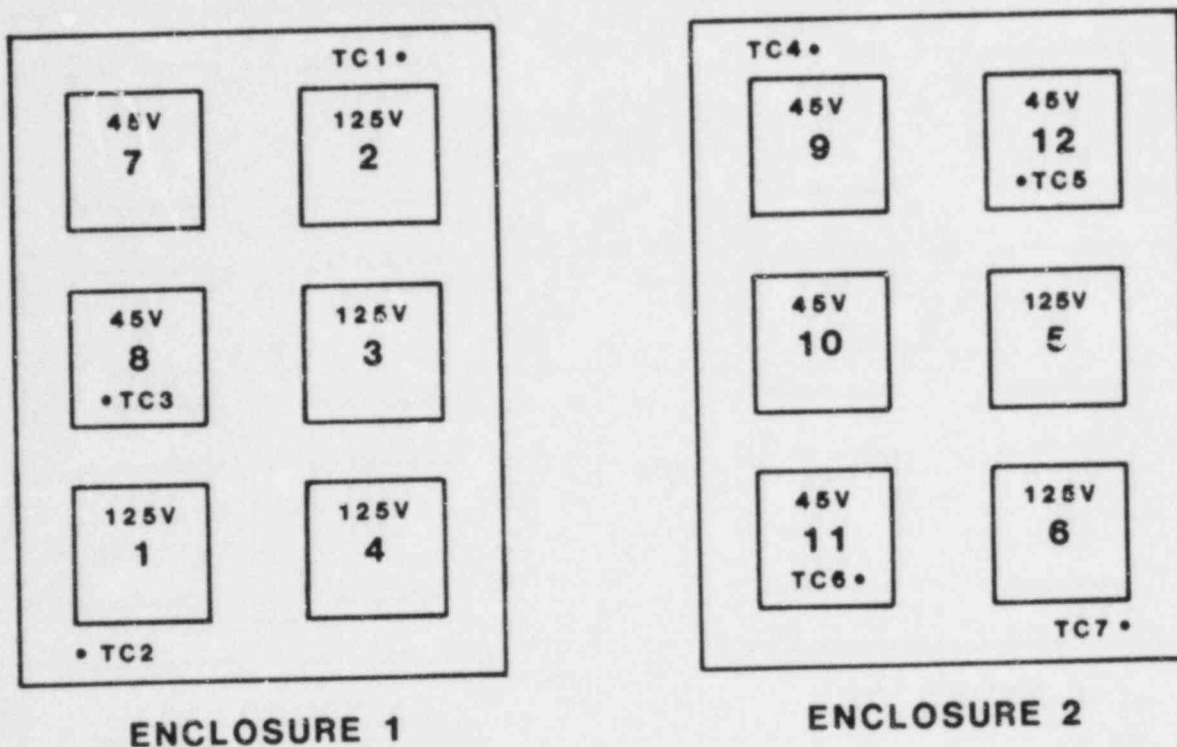 TC1
45V
7
125V
2
45V
8
TC3
125V
3
125V
1
125V
4
TC2
ENCLOSURE 1
TC4
45V
9
45V
12
TC5
45V
10
125V
5
45V
11
TC6
125V
6
TC7
ENCLOSURE 2